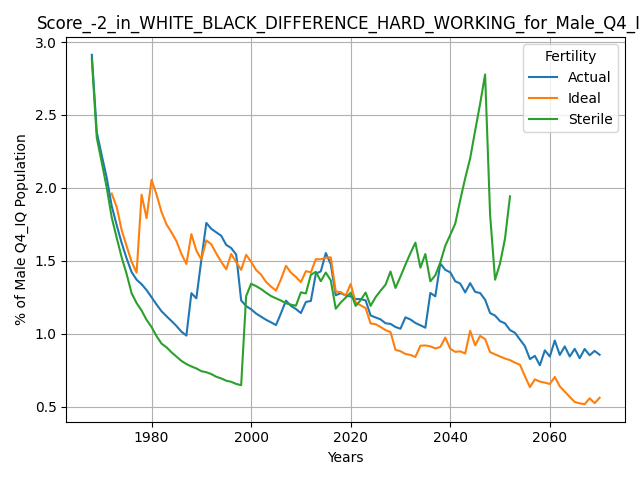 Score_-2_in_WHITE_BLACK_DIFFERENCE_HARD_WORKING_for_Male_Q4_I
Fertility
Actual
Ideal
Sterile
3.0
2.5
2.0
1.5
1.0
0.5
% of Male Q4_IQ Population
1980 2000 2020 2040 2060
Years